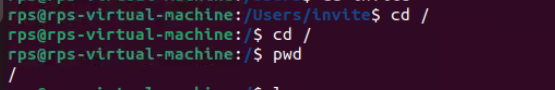 rps@rps-virtual-machine:/Users/invite$ cd /
rps@rps-virtual-machine:/$ cd /
rps@rps-virtual-machine:/$ pwd
/